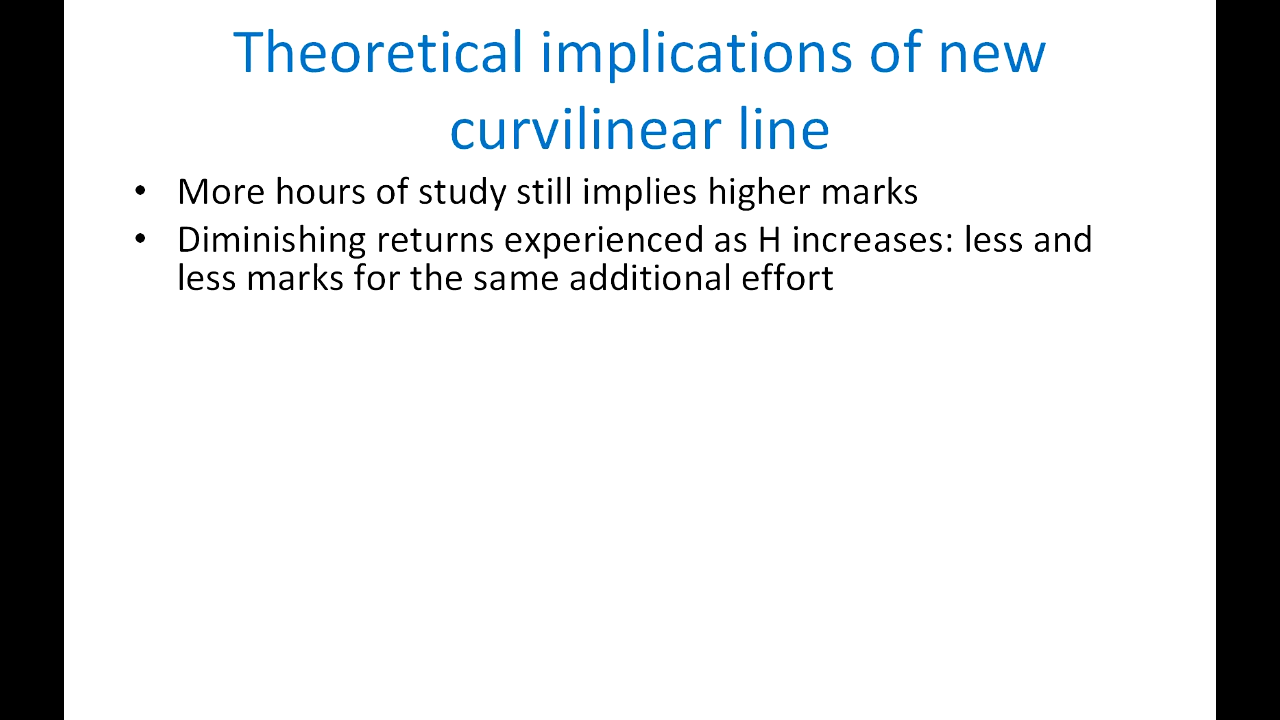 Theoretical implications of new
curvilinear line
• More hours of study still implies higher marks
• Diminishing returns experienced as H increases: less and
less marks for the same additional effort